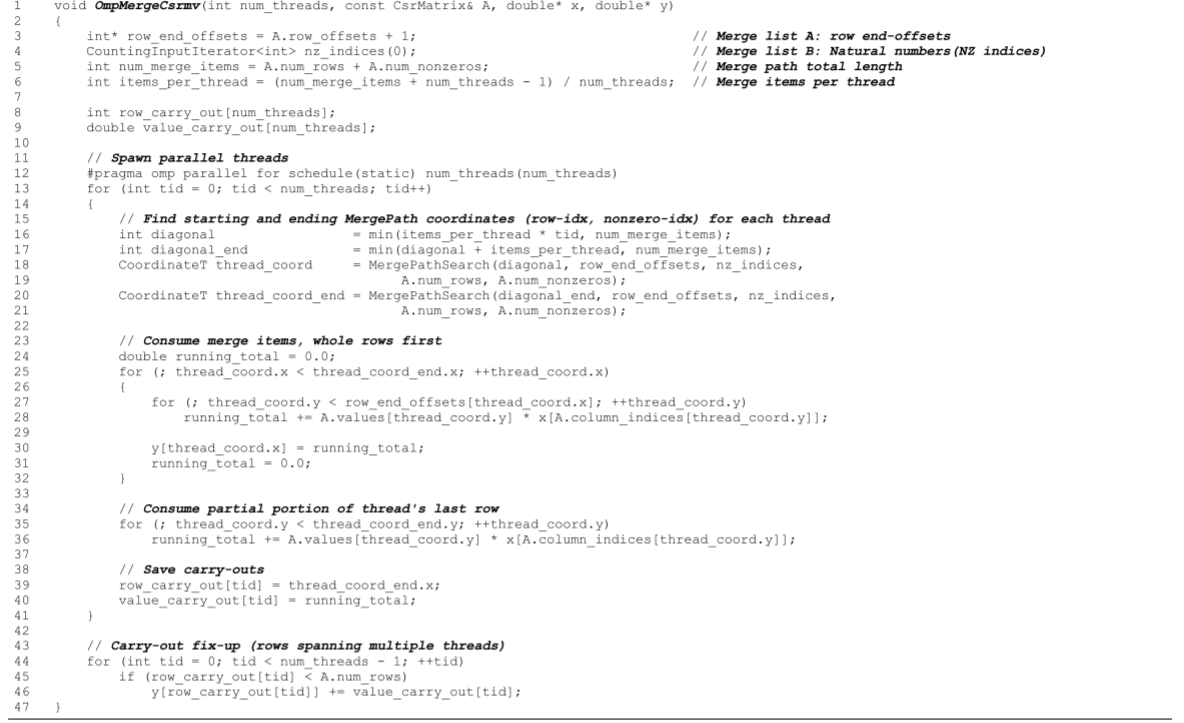 1 void OmpMergeCsrmv(int num_threads, const CsrMatrix& A, double* x, double* y)
2 {
3 int* row_end_offsets = A.row_offsets + 1; // Merge list A: row end-offsets
4 CountingInputIterator<int> nz_indices(0); // Merge list B: Natural numbers(NZ indices)
5 int num_merge_items = A.num_rows + A.num_nonzeros; // Merge path total length
6 int items_per_thread = (num_merge_items + num_threads - 1) / num_threads; // Merge items per thread
7
8 int row_carry_out[num_threads];
9 double value_carry_out[num_threads];
10
11 // Spawn parallel threads
12 #pragma omp parallel for schedule(static) num_threads(num_threads)
13 for (int tid = 0; tid < num_threads; tid++)
14 {
15 // Find starting and ending MergePath coordinates (row-idx, nonzero-idx) for each thread
16 int diagonal = min(items_per_thread * tid, num_merge_items);
17 int diagonal_end = min(diagonal + items_per_thread, num_merge_items);
18 CoordinateT thread_coord = MergePathSearch(diagonal, row_end_offsets, nz_indices,
19 A.num_rows, A.num_nonzeros);
20 CoordinateT thread_coord_end = MergePathSearch(diagonal_end, row_end_offsets, nz_indices,
21 A.num_rows, A.num_nonzeros);
22
23 // Consume merge items, whole rows first
24 double running_total = 0.0;
25 for (; thread_coord.x < thread_coord_end.x; ++thread_coord.x)
26 {
27 for (; thread_coord.y < row_end_offsets[thread_coord.x]; ++thread_coord.y)
28 running_total += A.values[thread_coord.y] * x[A.column_indices[thread_coord.y]];
29
30 y[thread_coord.x] = running_total;
31 running_total = 0.0;
32 }
33
34 // Consume partial portion of thread's last row
35 for (; thread_coord.y < thread_coord_end.y; ++thread_coord.y)
36 running_total += A.values[thread_coord.y] * x[A.column_indices[thread_coord.y]];
37
38 // Save carry-outs
39 row_carry_out[tid] = thread_coord_end.x;
40 value_carry_out[tid] = running_total;
41 }
42
43 // Carry-out fix-up (rows spanning multiple threads)
44 for (int tid = 0; tid < num_threads - 1; ++tid)
45 if (row_carry_out[tid] < A.num_rows)
46 y[row_carry_out[tid]] += value_carry_out[tid];
47 }